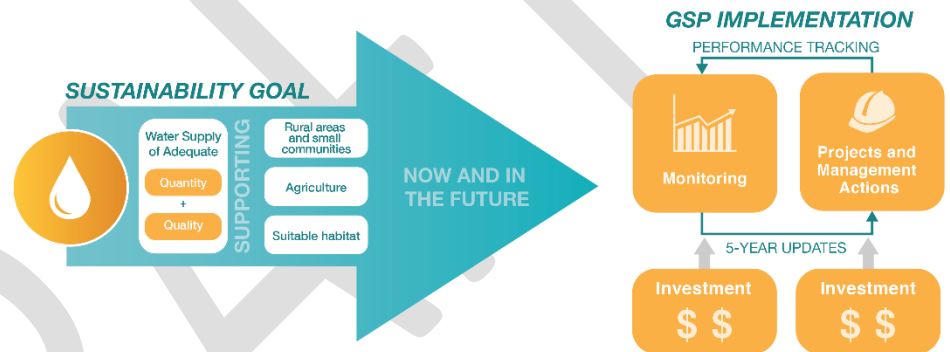 SUSTAINABILITY GOAL
Water Supply
of Adequate
Quantity
+
Quality
SUPPORTING
Rural areas
and small
communities
Agriculture
Suitable habitat
NOW AND IN
THE FUTURE
GSP IMPLEMENTATION
PERFORMANCE TRACKING
Monitoring
Projects and
Management
Actions
5-YEAR UPDATES
Investment
$ $
Investment
$ $